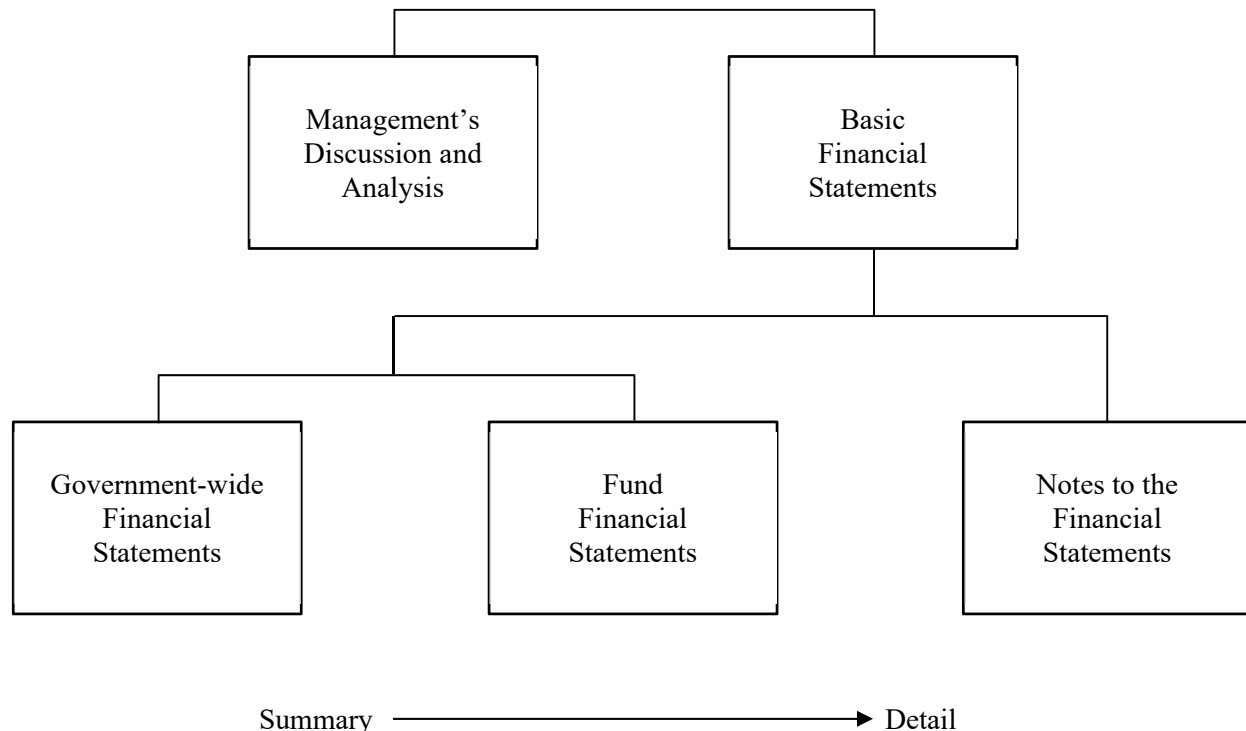 Management’s
Discussion and
Analysis
Basic
Financial
Statements
Government-wide
Financial
Statements
Fund
Financial
Statements
Notes to the
Financial
Statements
Summary
Detail